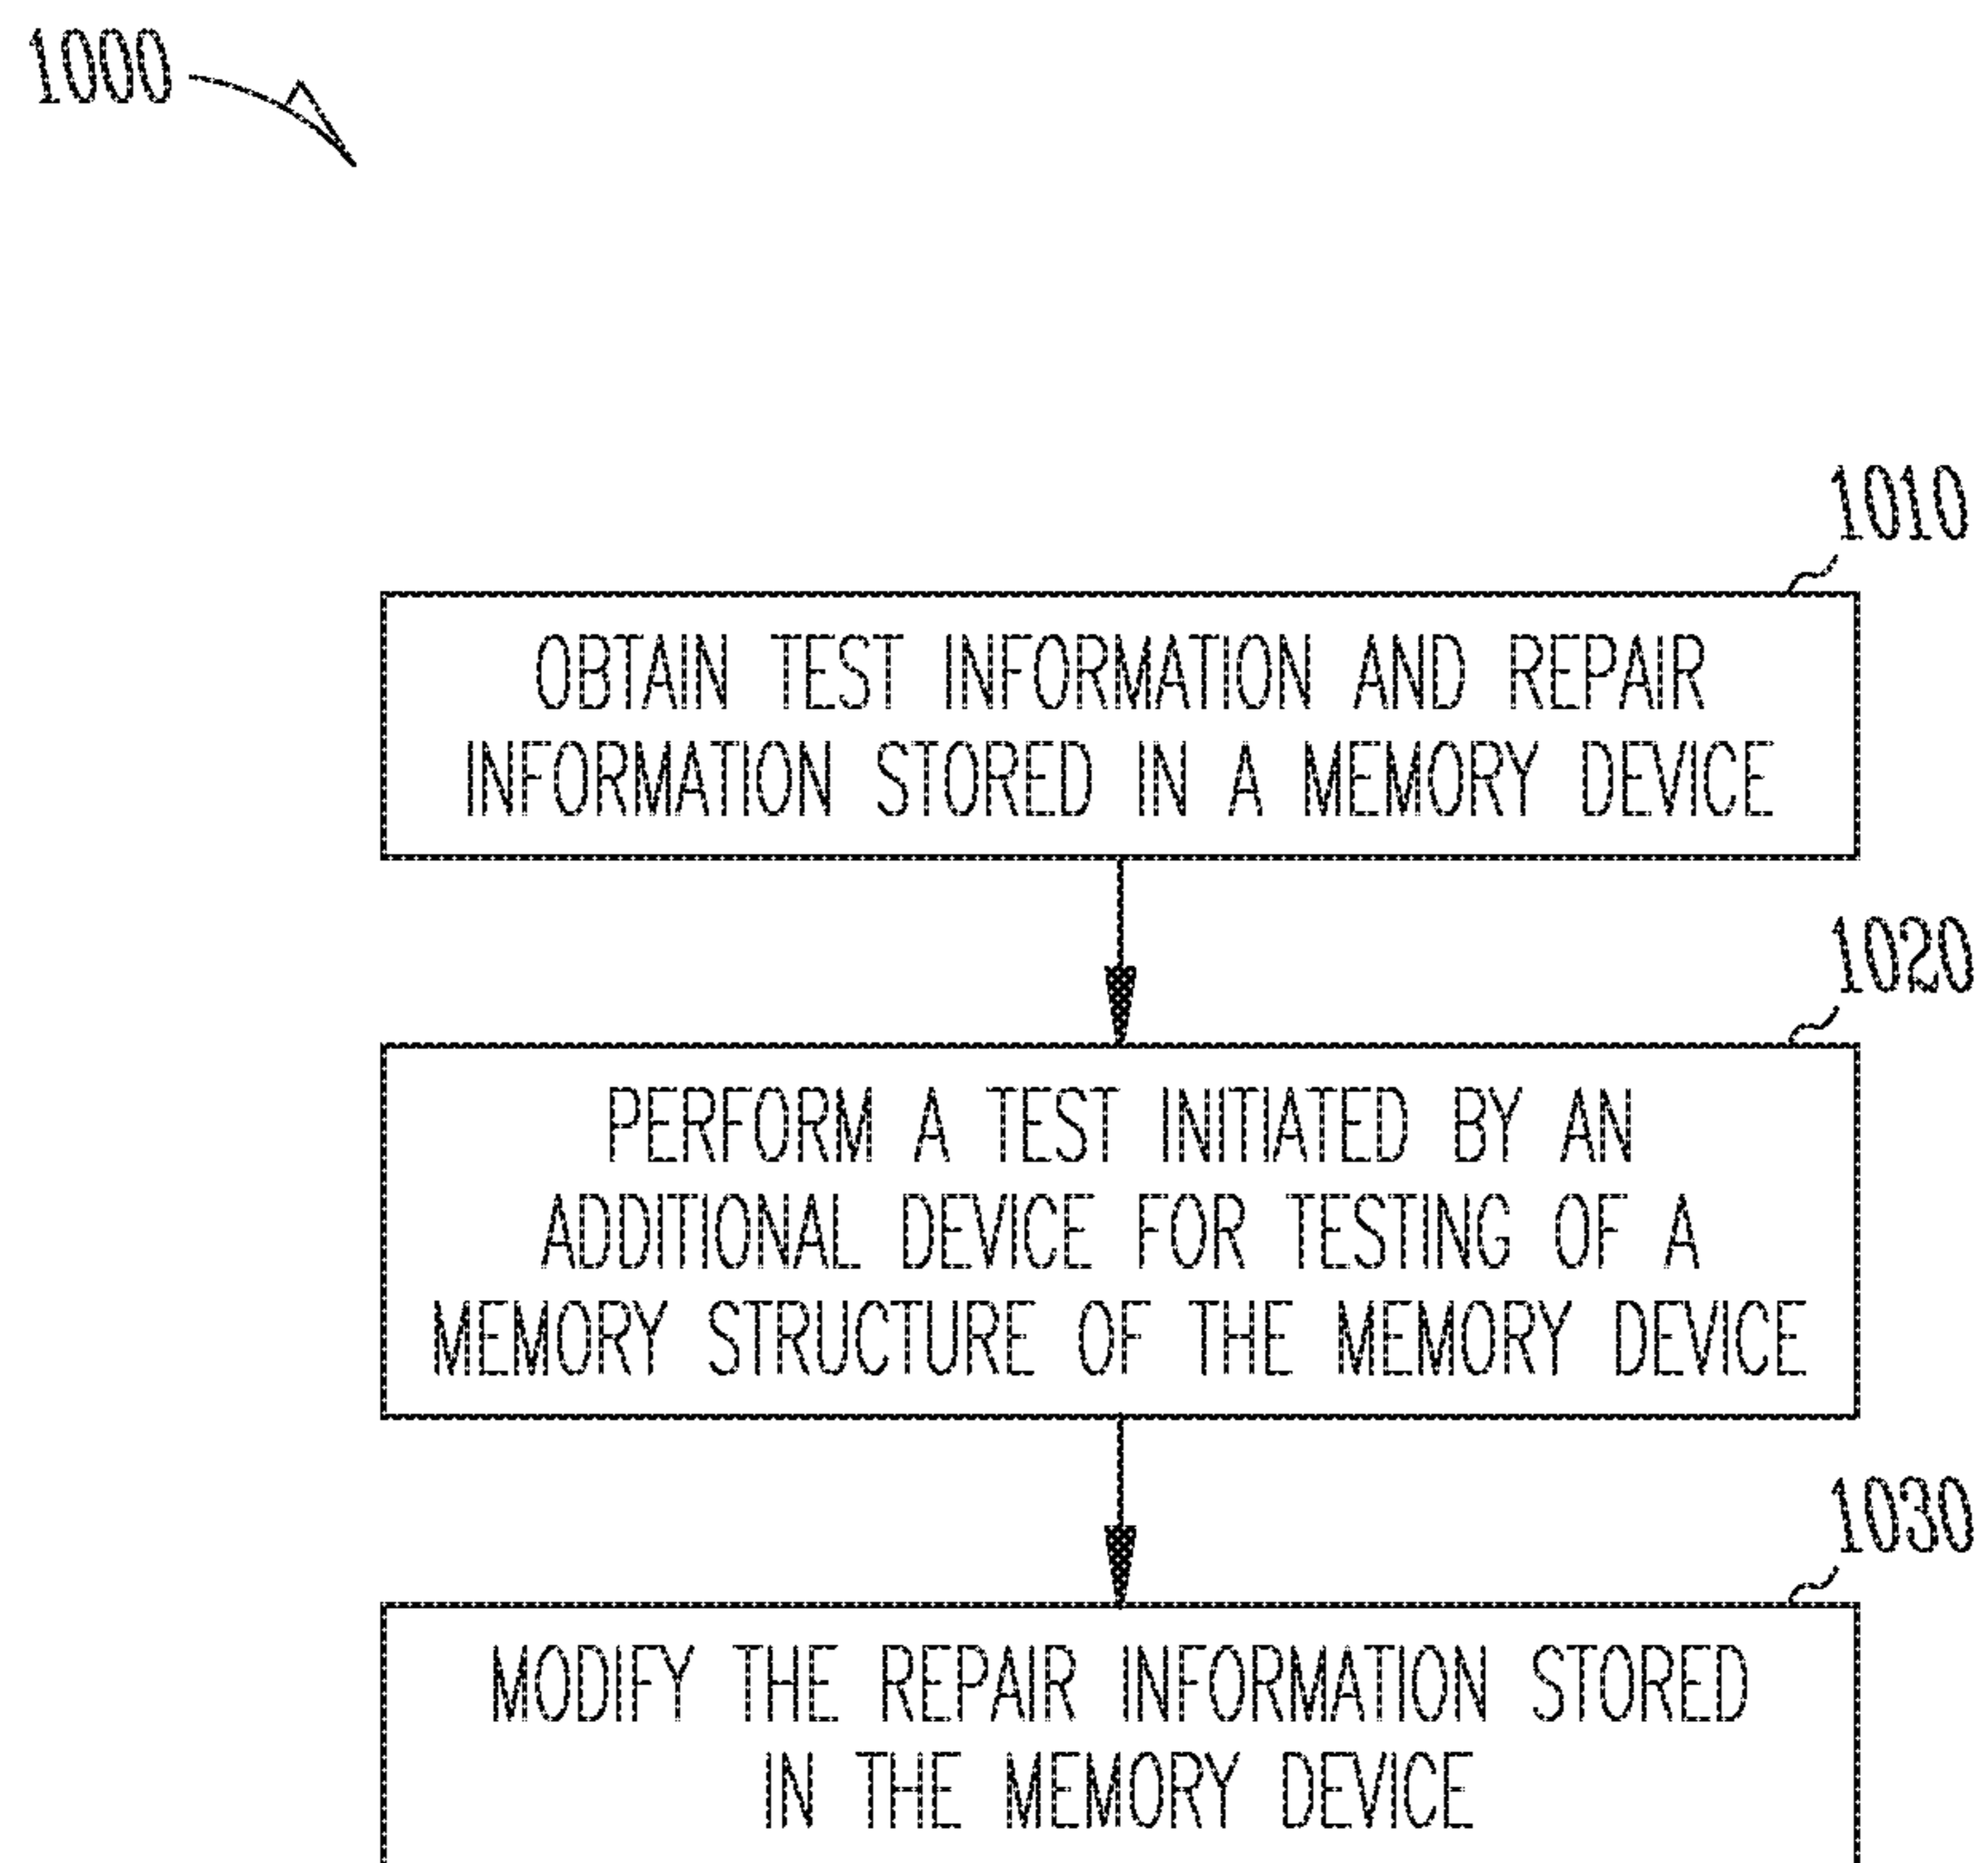 1000
1010
OBTAIN TEST INFORMATION AND REPAIR
INFORMATION STORED IN A MEMORY DEVICE
1020
PERFORM A TEST INITIATED BY AN
ADDITIONAL DEVICE FOR TESTING OF A
MEMORY STRUCTURE OF THE MEMORY DEVICE
1030
MODIFY THE REPAIR INFORMATION STORED
IN THE MEMORY DEVICE